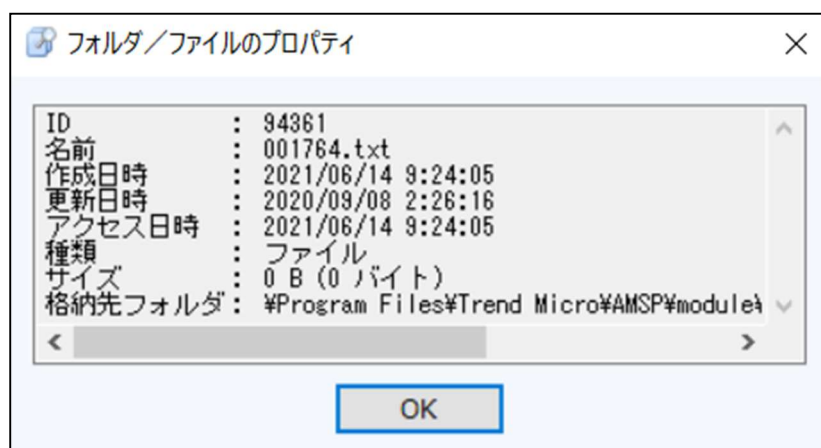 フォルダ/ファイルのプロパティ
ID : 94361
名前 : 001764.txt
作成日時 : 2021/06/14 9:24:05
更新日時 : 2020/09/08 2:26:16
アクセス日時 : 2021/06/14 9:24:05
種類 : ファイル
サイズ : 0 B (0 バイト)
格納先フォルダ : ¥Program Files¥Trend Micro¥AMSP¥module¥
OK